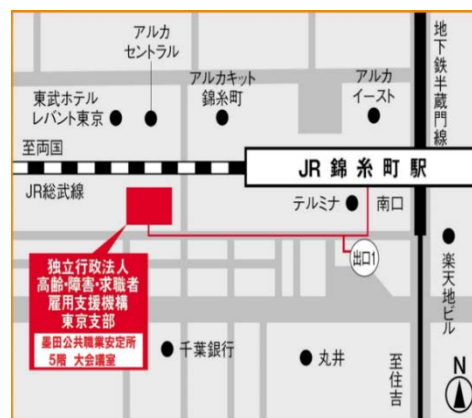 アルカ
セントラル
アルカキット
錦糸町
アルカ
イースト
地下鉄半蔵門線
東武ホテル
レバント東京
至両国
JR錦糸町駅
JR総武線
テルミナ
南口
出口1
独立行政法人
高齢・障害・求職者
雇用支援機構
東京支部
墨田公共職業安定所
5階 大会議室
楽天地ビル
千葉銀行
丸井
至住吉
N